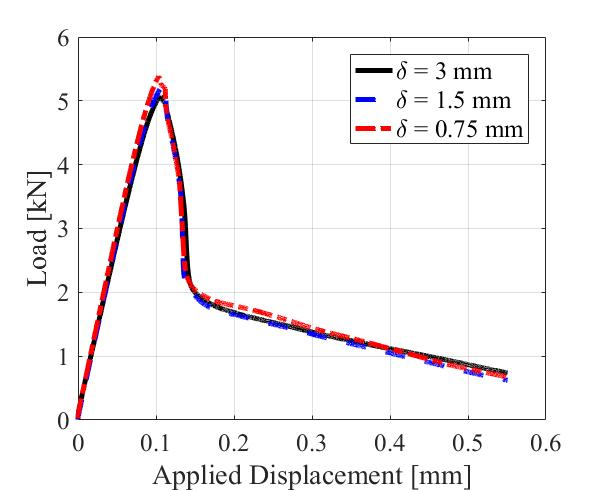 6
5
4
3
2
1
0
Load [kN]
δ = 3 mm
δ = 1.5 mm
δ = 0.75 mm
0 0.1 0.2 0.3 0.4 0.5 0.6
Applied Displacement [mm]